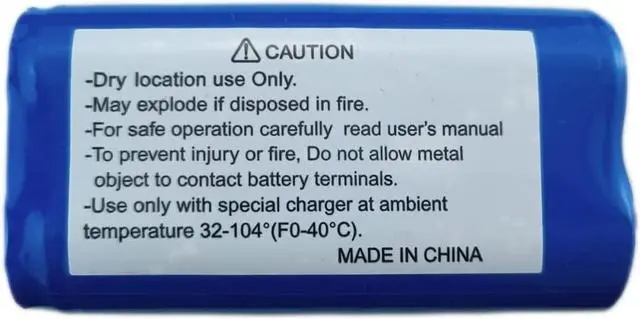 ⚠ CAUTION
-Dry location use Only.
-May explode if disposed in fire.
-For safe operation carefully read user's manual
-To prevent injury or fire, Do not allow metal
object to contact battery terminals.
-Use only with special charger at ambient
temperature 32-104°(F0-40°C).
MADE IN CHINA